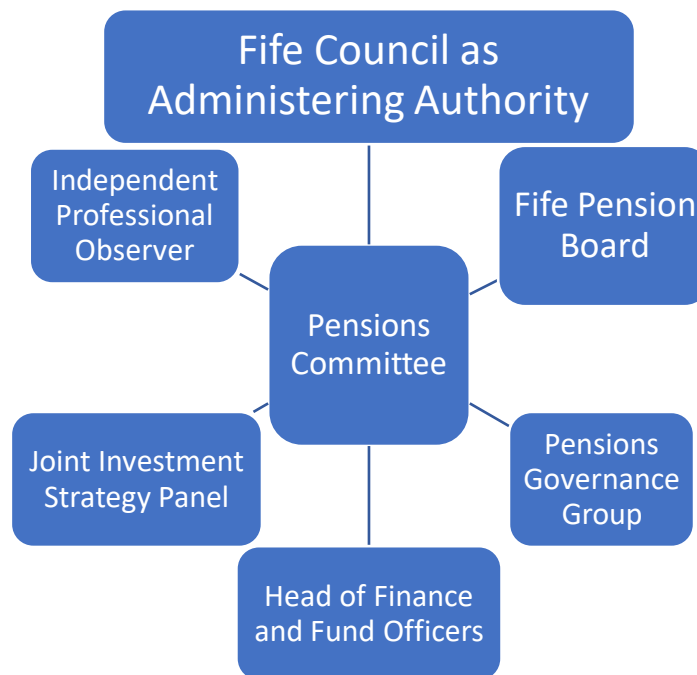 Fife Council as
Administering Authority
Independent
Professional
Observer
Fife Pension
Board
Pensions
Committee
Joint Investment
Strategy Panel
Pensions
Governance
Group
Head of Finance
and Fund Officers